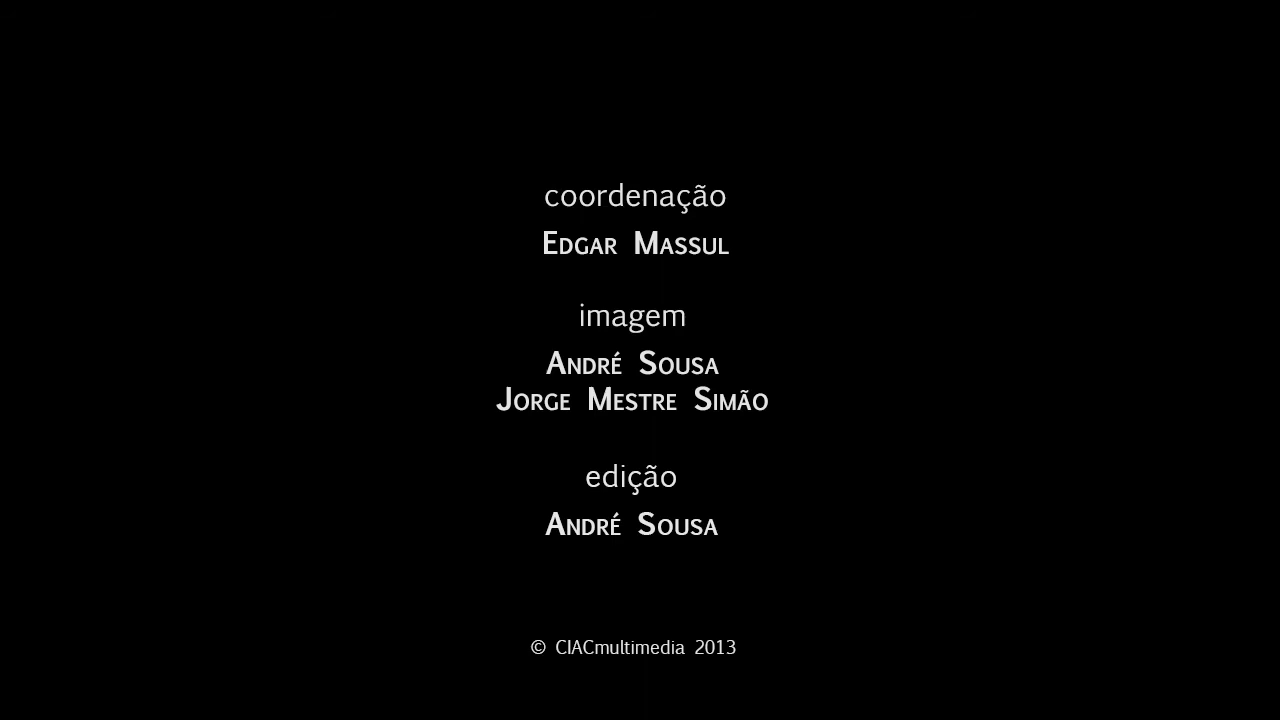 coordenação
Edgar Massul
imagem
André Sousa
Jorge Mestre Simão
edição
André Sousa
© CIACmultimedia 2013